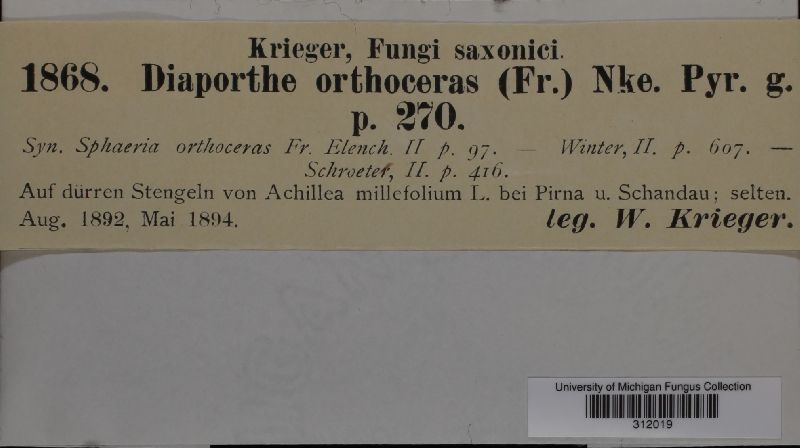 Krieger, Fungi saxonici.
1868. Diaporthe orthoceras (Fr.) Nke. Pyr. g.
p. 270.
Syn. Sphaeria orthoceras Fr. Elench. II p. 97. — Winter, II. p. 607. —
Schroeter, II. p. 416.
Auf dürren Stengeln von Achillea millefolium L. bei Pirna u. Schandau; selten.
Aug. 1892, Mai 1894. leg. W. Krieger.
University of Michigan Fungus Collection
312019